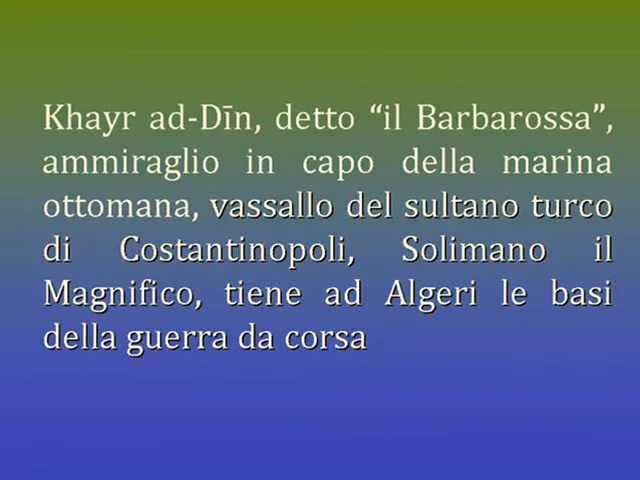 Khayr ad-Dīn, detto “il Barbarossa”,
ammiraglio in capo della marina
ottomana, vassallo del sultano turco
di Costantinopoli, Solimano il
Magnifico, tiene ad Algeri le basi
della guerra da corsa